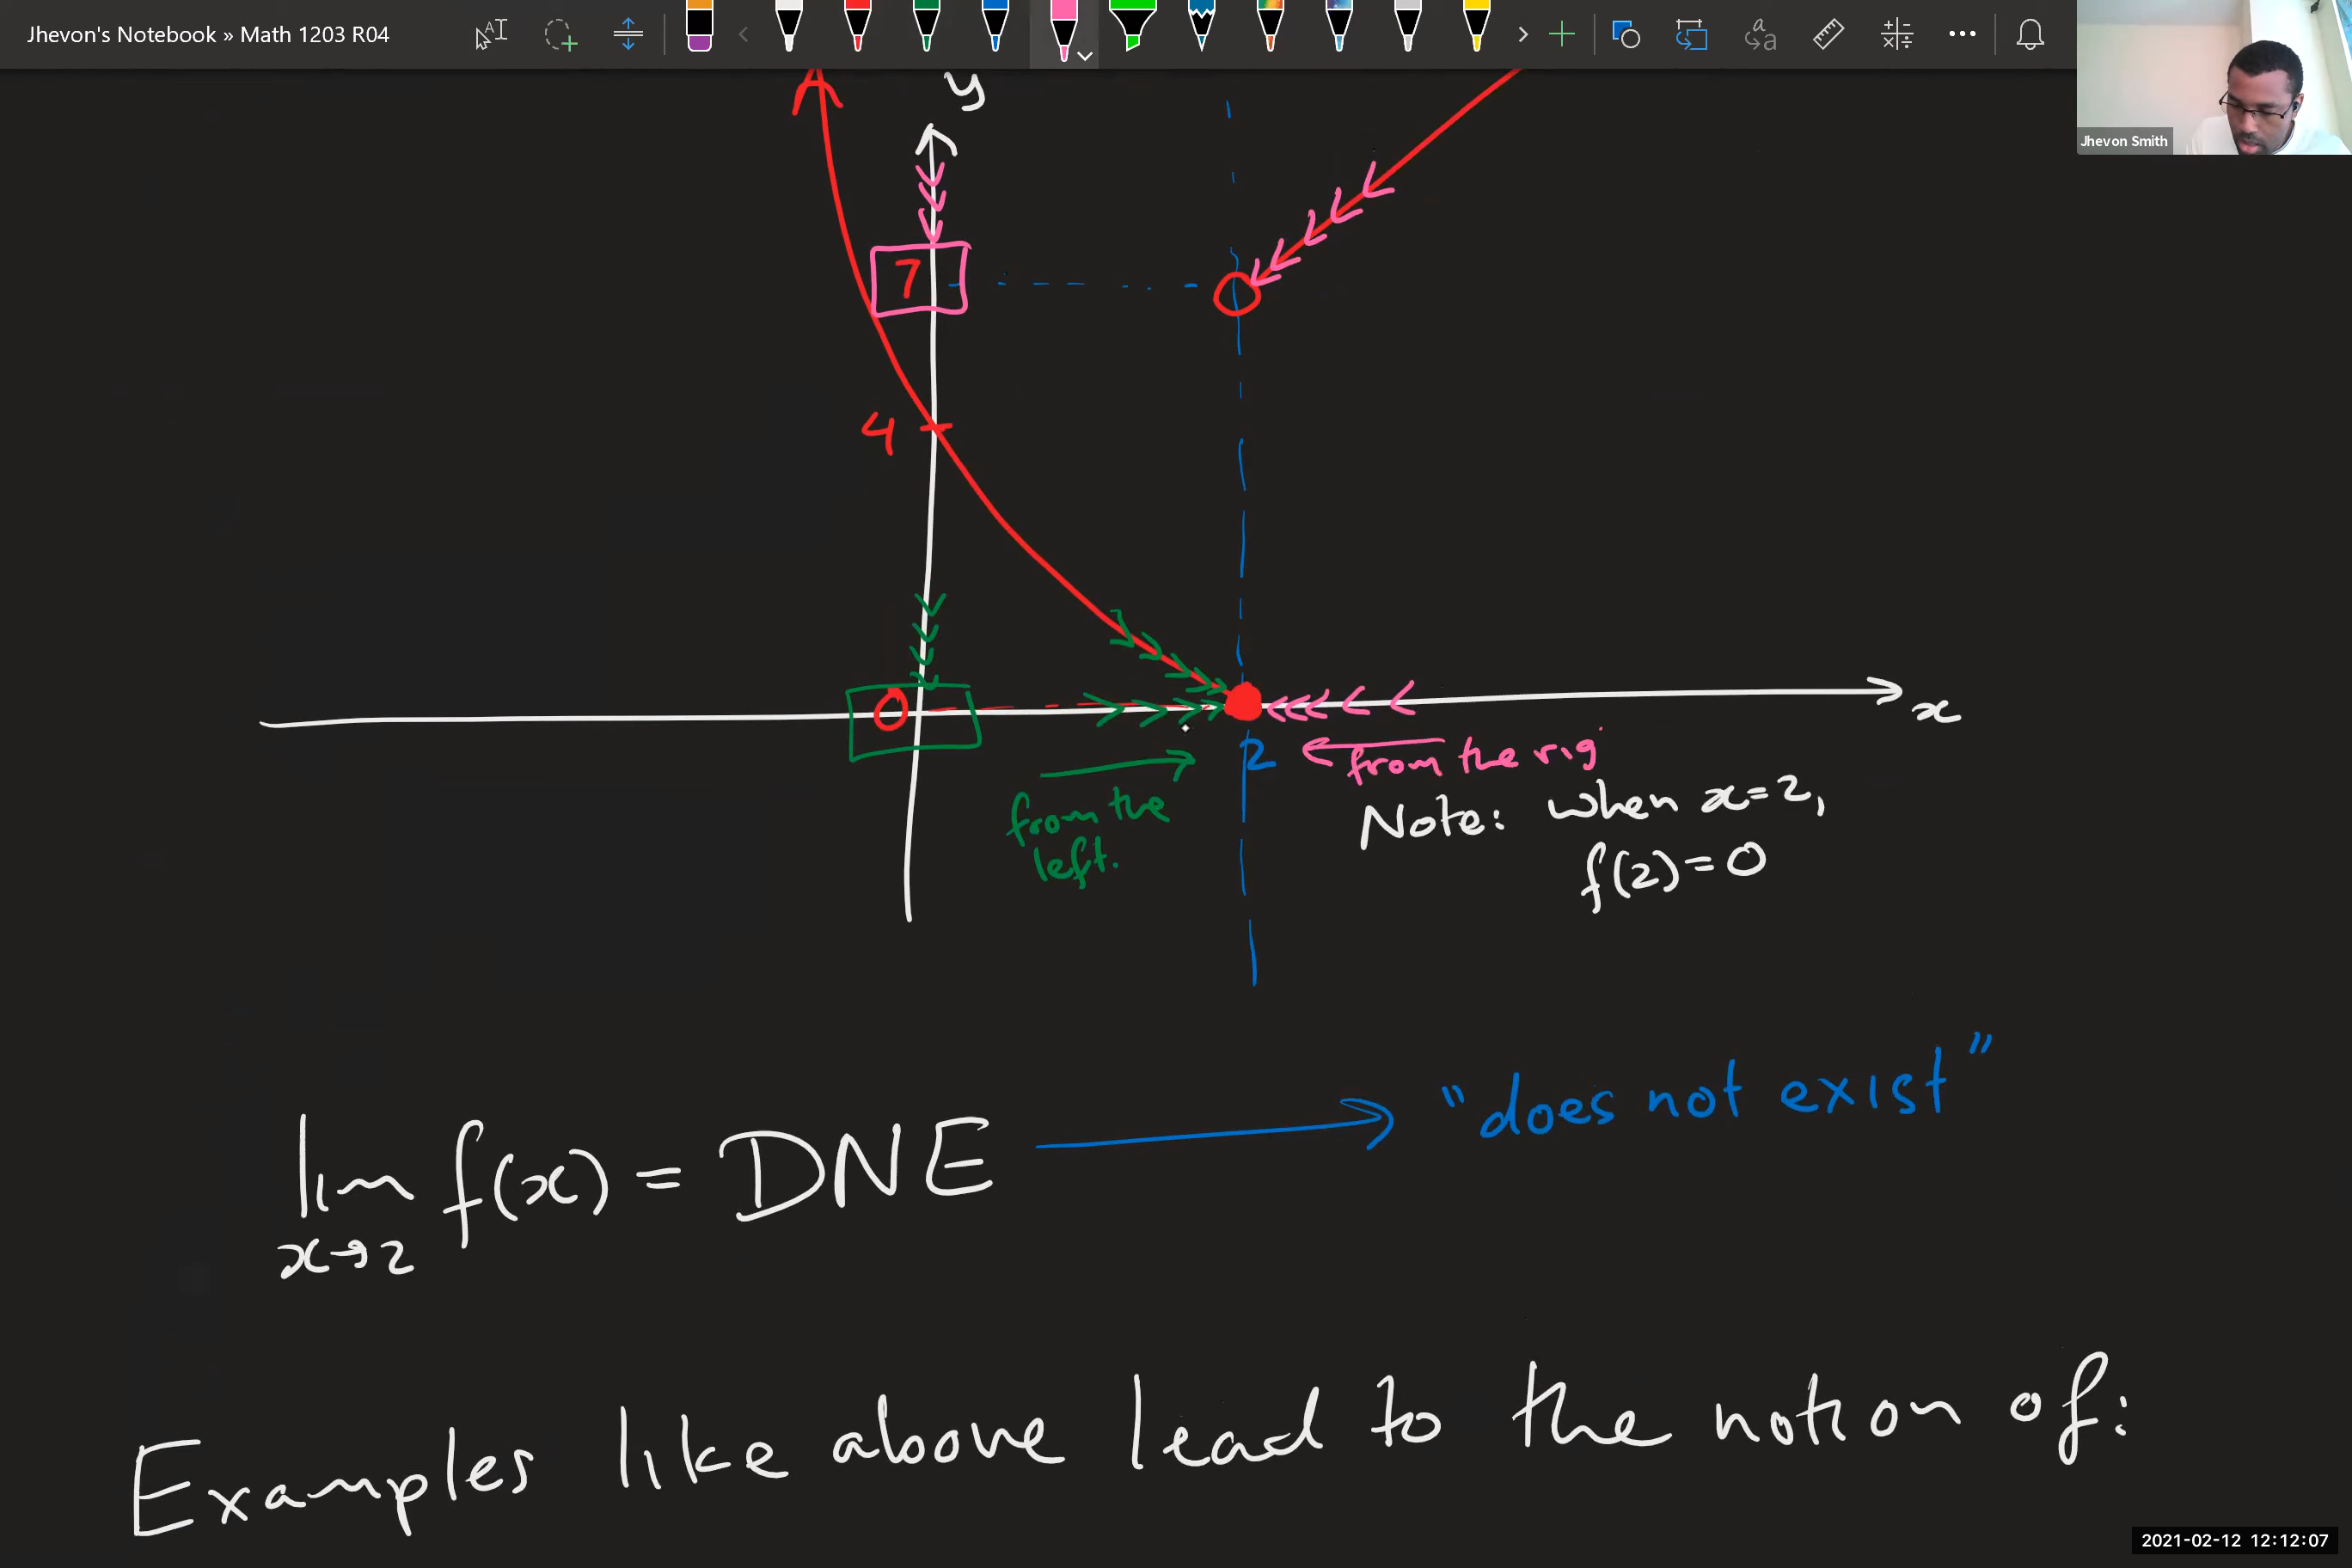 Jhevon's Notebook » Math 1203 R04
Jhevon Smith
y
7
4
0
2
x
from the rig
from the
left.
Note: when x=2,
f(2)=0
lim f(x) = DNE
x→2
"does not exist"
Examples like above lead to the notion of:
2021-02-12 12:12:07